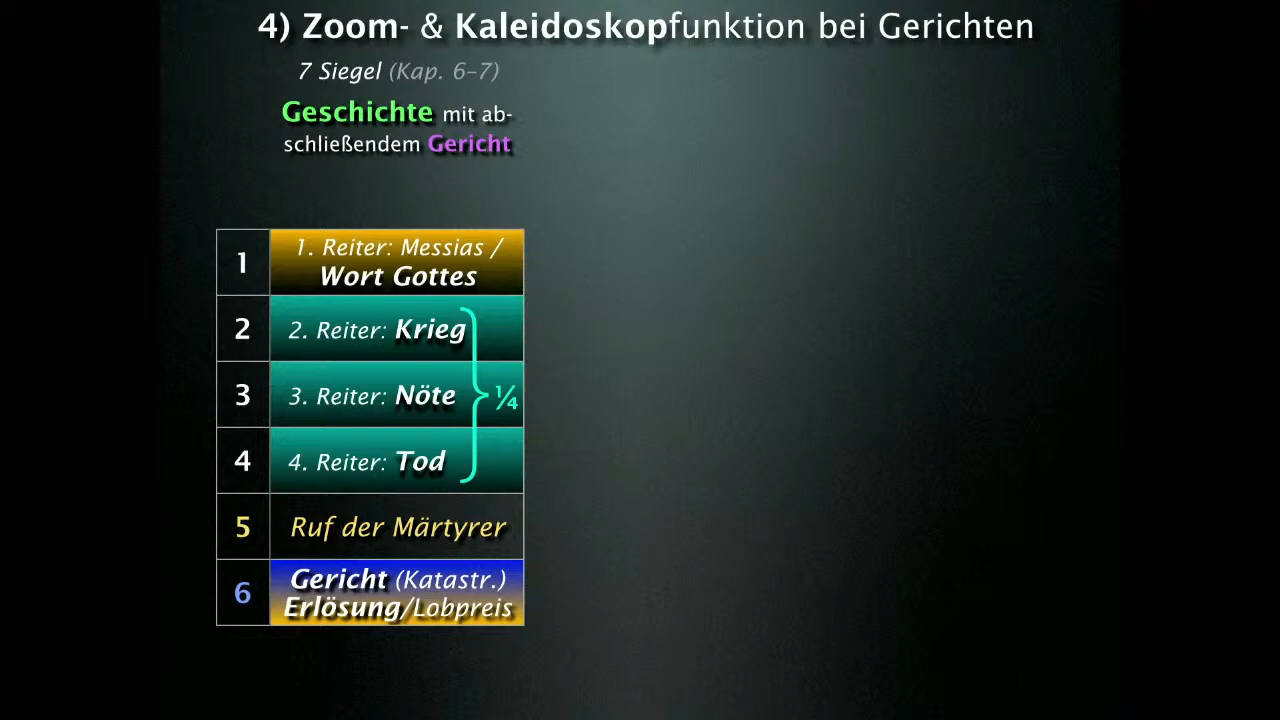 4) Zoom- & Kaleidoskopfunktion bei Gerichten
7 Siegel (Kap. 6–7)
Geschichte mit ab-
schließendem Gericht
1
1. Reiter: Messias /
Wort Gottes
2
2. Reiter: Krieg
3
3. Reiter: Nöte
¼
4
4. Reiter: Tod
5
Ruf der Märtyrer
6
Gericht (Katastr.)
Erlösung/Lobpreis